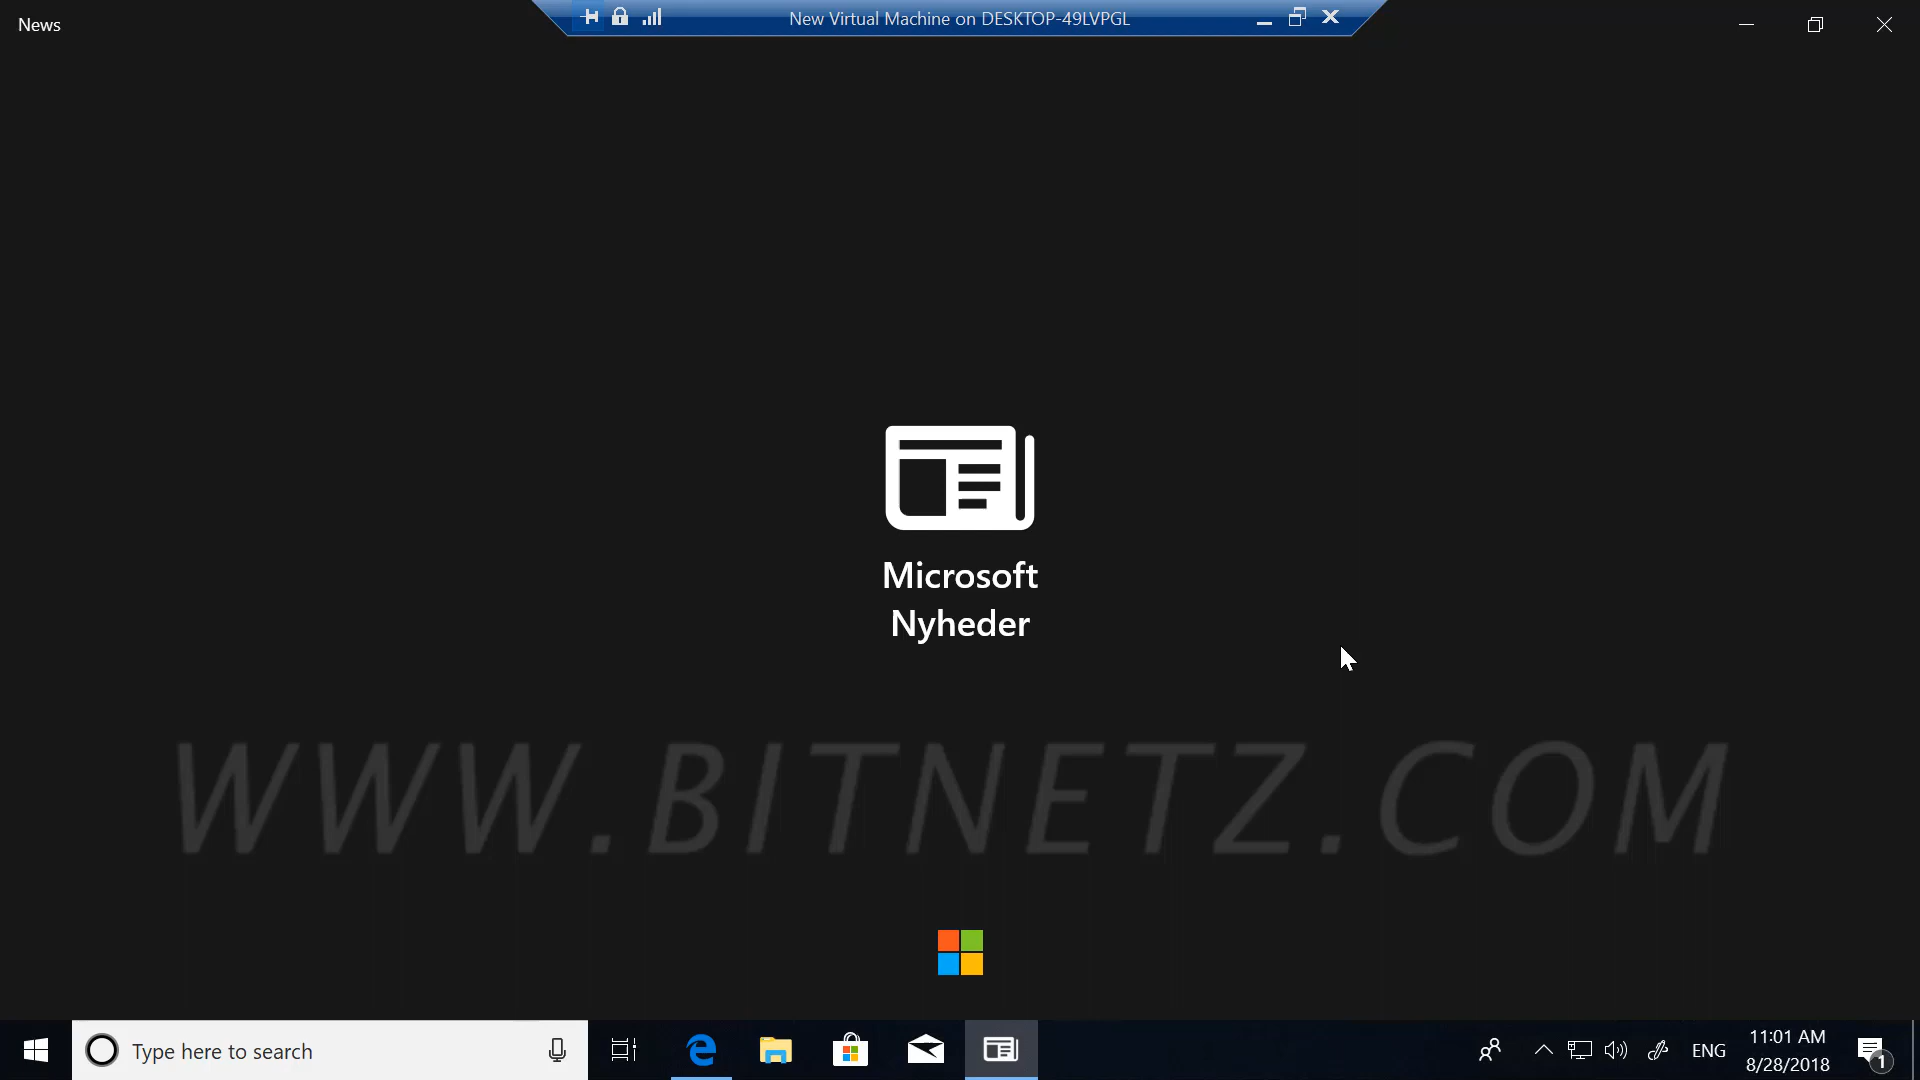 News
New Virtual Machine on DESKTOP-49LVPGL
Microsoft
Nyheder
WWW.BITNETZ.COM
Type here to search
ENG
11:01 AM
8/28/2018
1